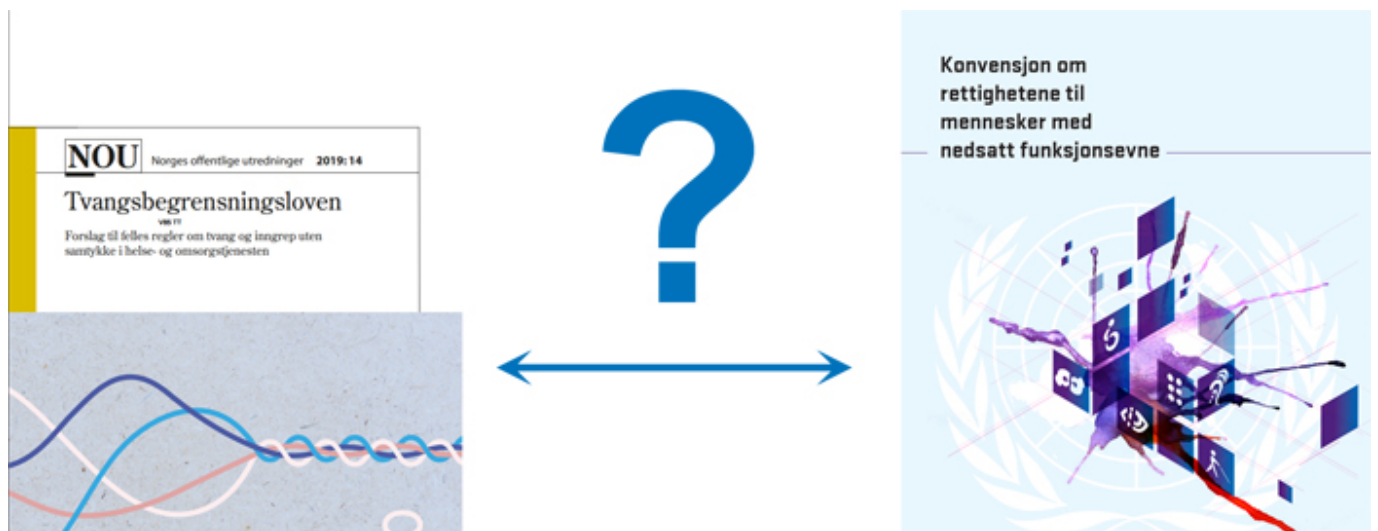 NOU Norges offentlige utredninger 2019: 14
Tvangsbegrensningsloven
Forslag til felles regler om tvang og inngrep uten
samtykke i helse- og omsorgstjenesten
?
Konvensjon om
rettighetene til
mennesker med
nedsatt funksjonsevne